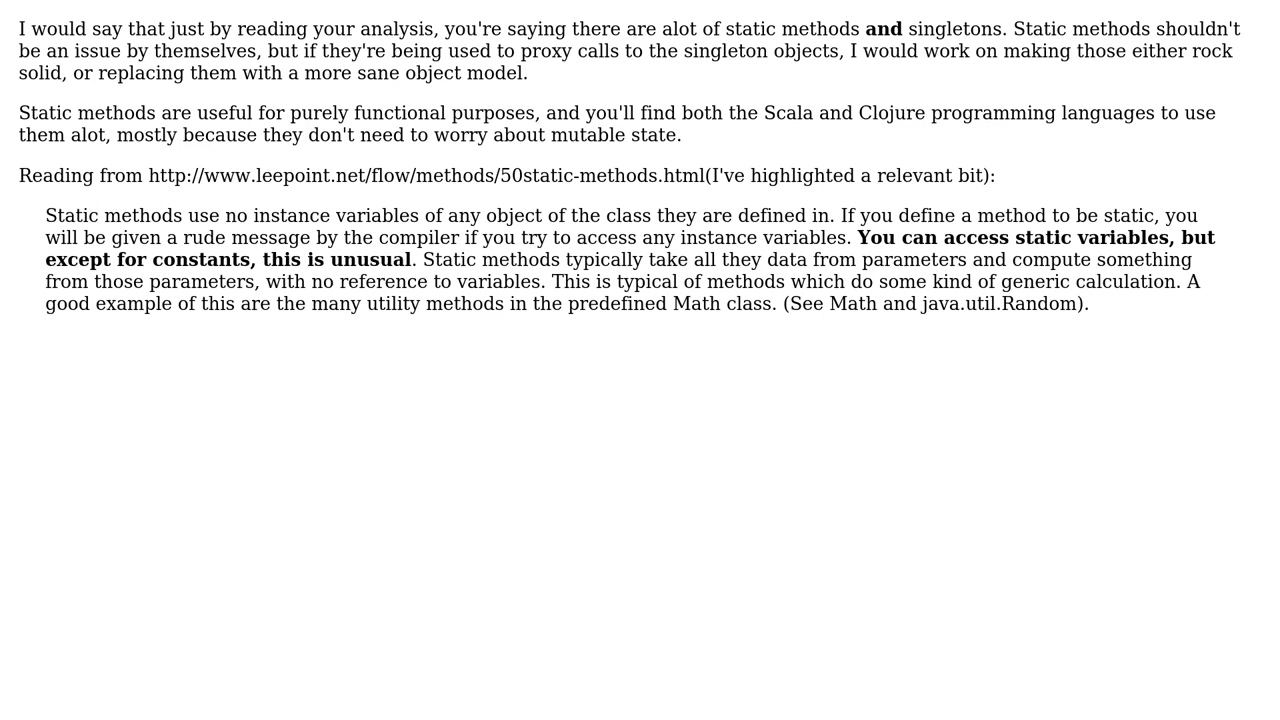 I would say that just by reading your analysis, you're saying there are alot of static methods and singletons. Static methods shouldn't
be an issue by themselves, but if they're being used to proxy calls to the singleton objects, I would work on making those either rock
solid, or replacing them with a more sane object model.
Static methods are useful for purely functional purposes, and you'll find both the Scala and Clojure programming languages to use
them alot, mostly because they don't need to worry about mutable state.
Reading from http://www.leepoint.net/flow/methods/50static-methods.html(I've highlighted a relevant bit):
Static methods use no instance variables of any object of the class they are defined in. If you define a method to be static, you
will be given a rude message by the compiler if you try to access any instance variables. You can access static variables, but
except for constants, this is unusual. Static methods typically take all they data from parameters and compute something
from those parameters, with no reference to variables. This is typical of methods which do some kind of generic calculation. A
good example of this are the many utility methods in the predefined Math class. (See Math and java.util.Random).